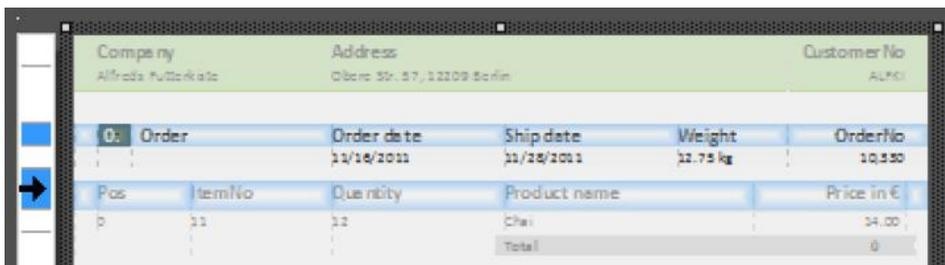 Company Address CustomerNo
Alfreds Futterkiste Obere Str. 57, 12209 Berlin ALFKI
0. Order Order date Ship date Weight OrderNo
11/16/2011 11/28/2011 12.75 kg 10,330
Pos ItemNo Quantity Product name Price in €
0 11 12 Chai 14.00
Total 0